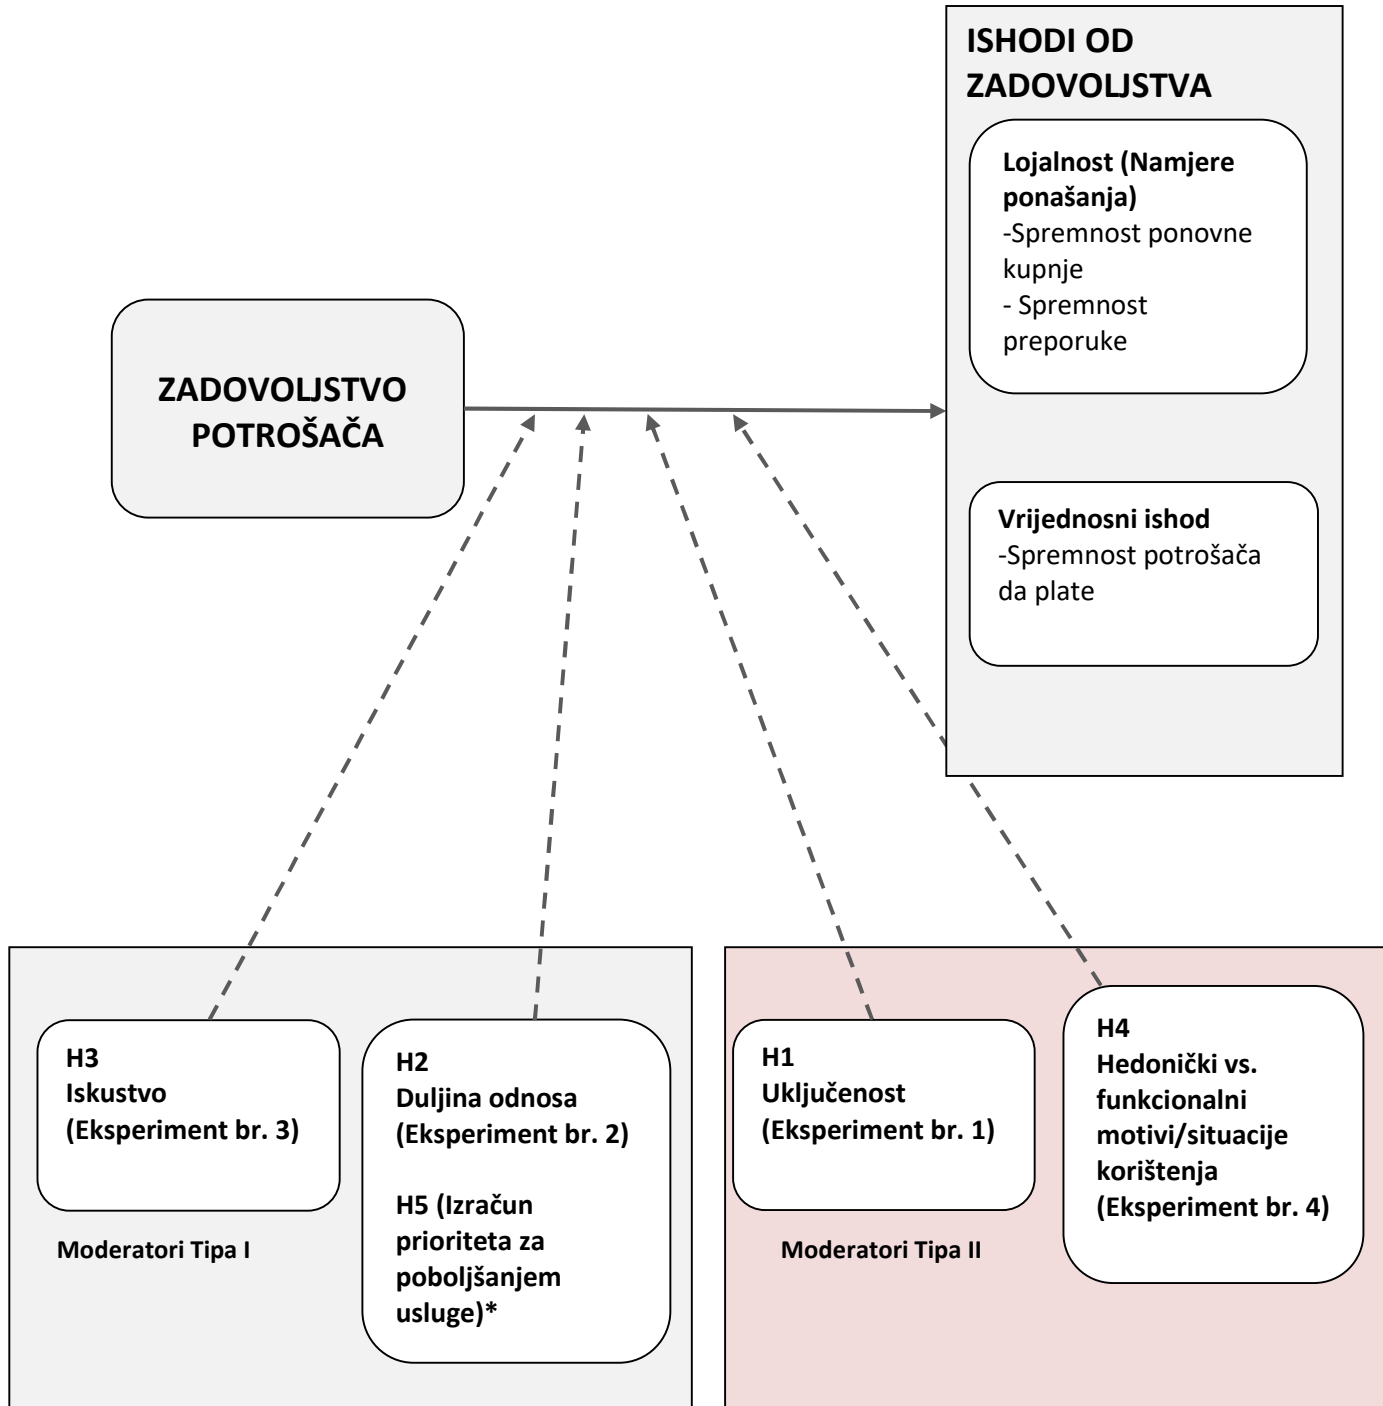 ISHODI OD
ZADOVOLJSTVA
Lojalnost (Namjere
ponašanja)
-Spremnost ponovne
kupnje
- Spremnost
preporuke
ZADOVOLJSTVO
POTROŠAČA
Vrijednosni ishod
-Spremnost potrošača
da plate
H3
Iskustvo
(Eksperiment br. 3)
Moderatori Tipa I
H2
Duljina odnosa
(Eksperiment br. 2)
H5 (Izračun
prioriteta za
poboljšanjem
usluge)*
H1
Uključenost
(Eksperiment br. 1)
Moderatori Tipa II
H4
Hedonički vs.
funkcionalni
motivi/situacije
korištenja
(Eksperiment br. 4)